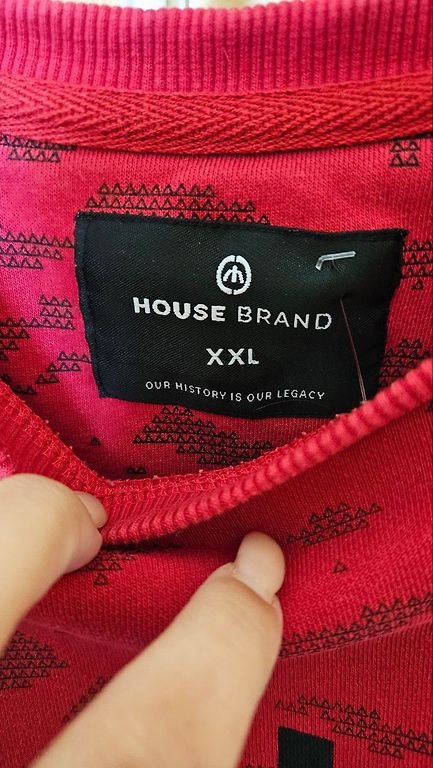 HOUSE BRAND
XXL
OUR HISTORY IS OUR LEGACY